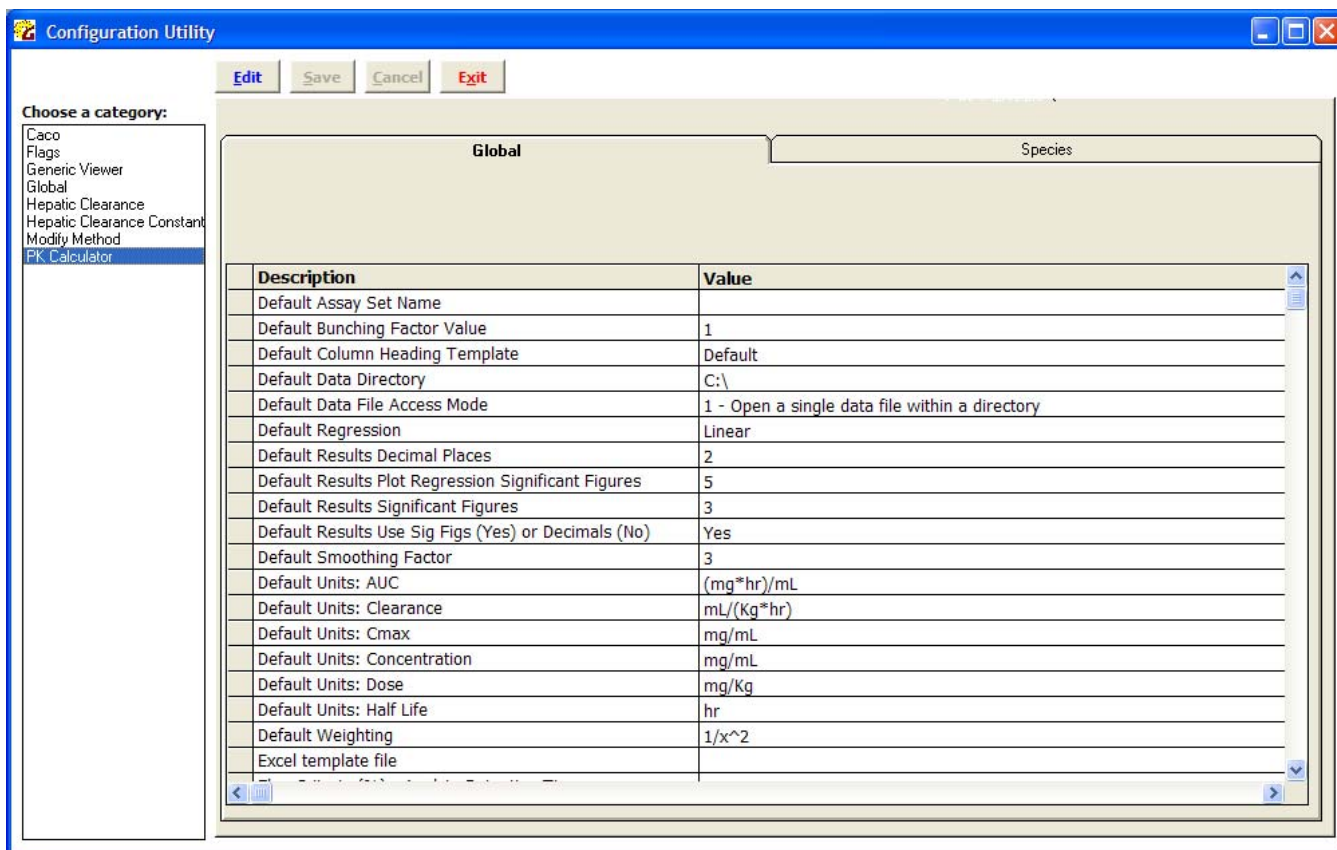 Configuration Utility
Edit Save Cancel Exit
Choose a category:
Caco
Flags
Generic Viewer
Global
Hepatic Clearance
Hepatic Clearance Constant
Modify Method
PK Calculator
Global Species
Description Value
Default Assay Set Name
Default Bunching Factor Value 1
Default Column Heading Template Default
Default Data Directory C:\
Default Data File Access Mode 1 - Open a single data file within a directory
Default Regression Linear
Default Results Decimal Places 2
Default Results Plot Regression Significant Figures 5
Default Results Significant Figures 3
Default Results Use Sig Figs (Yes) or Decimals (No) Yes
Default Smoothing Factor 3
Default Units: AUC (mg*hr)/mL
Default Units: Clearance mL/(Kg*hr)
Default Units: Cmax mg/mL
Default Units: Concentration mg/mL
Default Units: Dose mg/Kg
Default Units: Half Life hr
Default Weighting 1/x^2
Excel template file